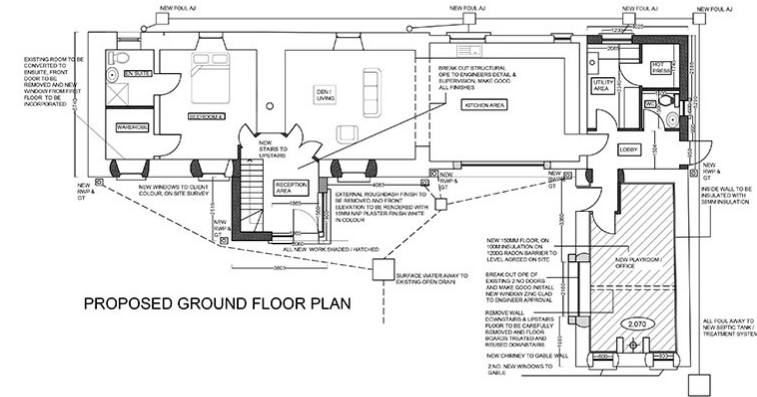 NEW FOUL AJ
NEW FOUL AJ
NEW FOUL AJ
NEW FOUL AJ
EXISTING ROOM TO BE
CONVERTED TO
ENSUITE, FRONT
DOOR TO BE
REMOVED AND NEW
WINDOW FROM FIRST
FLOOR TO BE
INCORPORATED
EN SUITE
WARDROBE
BEDROOM 4
DEN /
LIVING
BREAK OUT STRUCTURAL
OPE TO ENGINEERS DETAIL &
SUPERVISION, MAKE GOOD
ALL FINISHES
KITCHEN AREA
UTILITY
AREA
HOT
PRESS
WC
LOBBY
NEW
STAIRS TO
UPSTAIRS
RECEPTION
AREA
NEW
RWP &
GT
NEW WINDOWS TO CLIENT
COLOUR, ON SITE SURVEY
NEW
RWP &
GT
EXTERNAL ROUGHDASH FINISH TO
BE REMOVED AND FRONT
ELEVATION TO BE RENDERED WITH
18MM NAP PLASTER FINISH WHITE
IN COLOUR
NEW
RWP &
GT
NEW
RWP &
GT
INSIDE WALL TO BE
INSULATED WITH
38MM INSULATION
ALL NEW WORK SHADED / HATCHED
3803
SURFACE WATER AWAY TO
EXISTING OPEN DRAIN
NEW 150MM FLOOR, ON
100M INSULATION ON
1200G RADON BARRIER TO
LEVEL AGREED ON SITE
BREAK OUT OPE OF
EXISTING 2 NO DOORS
AND MAKE GOOD INSTALL
NEW WINDOW ZINC CLAD
TO ENGINEER APPROVAL
REMOVE WALL
DOWNSTAIRS & UPSTAIRS
FLOOR TO BE CAREFULLY
REMOVED AND FLOOR
BOARDS TREATED AND
REUSED DOWNSTAIRS
NEW CHIMNEY TO GABLE WALL
2 NO. NEW WINDOWS TO
GABLE
NEW PLAYROOM /
OFFICE
2.070
ALL FOUL AWAY TO
NEW SEPTIC TANK /
TREATMENT SYSTEM
PROPOSED GROUND FLOOR PLAN